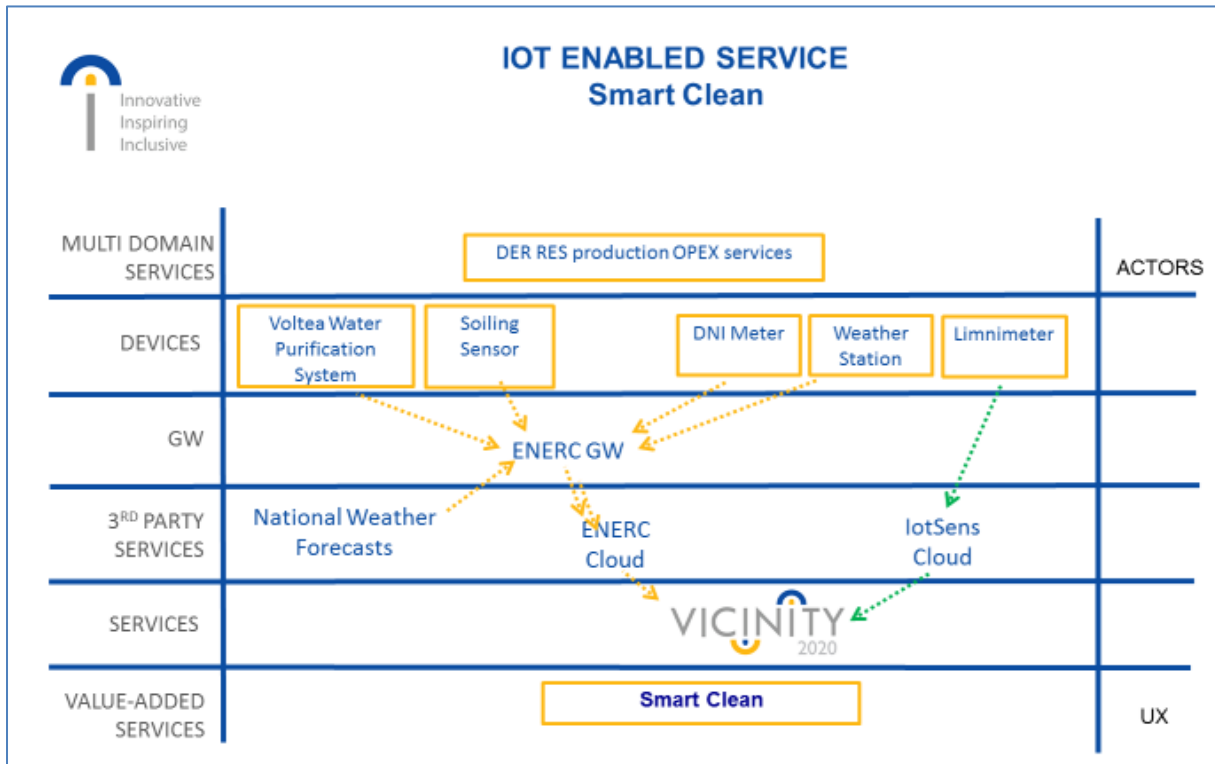 IOT ENABLED SERVICE
Smart Clean
Innovative
Inspiring
Inclusive
MULTI DOMAIN
SERVICES
DER RES production OPEX services
ACTORS
DEVICES
Voltea Water
Purification
System
Soiling
Sensor
DNI Meter
Weather
Station
Limnimeter
GW
ENERC GW
3RD PARTY
SERVICES
National Weather
Forecasts
ENERC
Cloud
IotSens
Cloud
SERVICES
VICINITY
2020
VALUE-ADDED
SERVICES
Smart Clean
UX